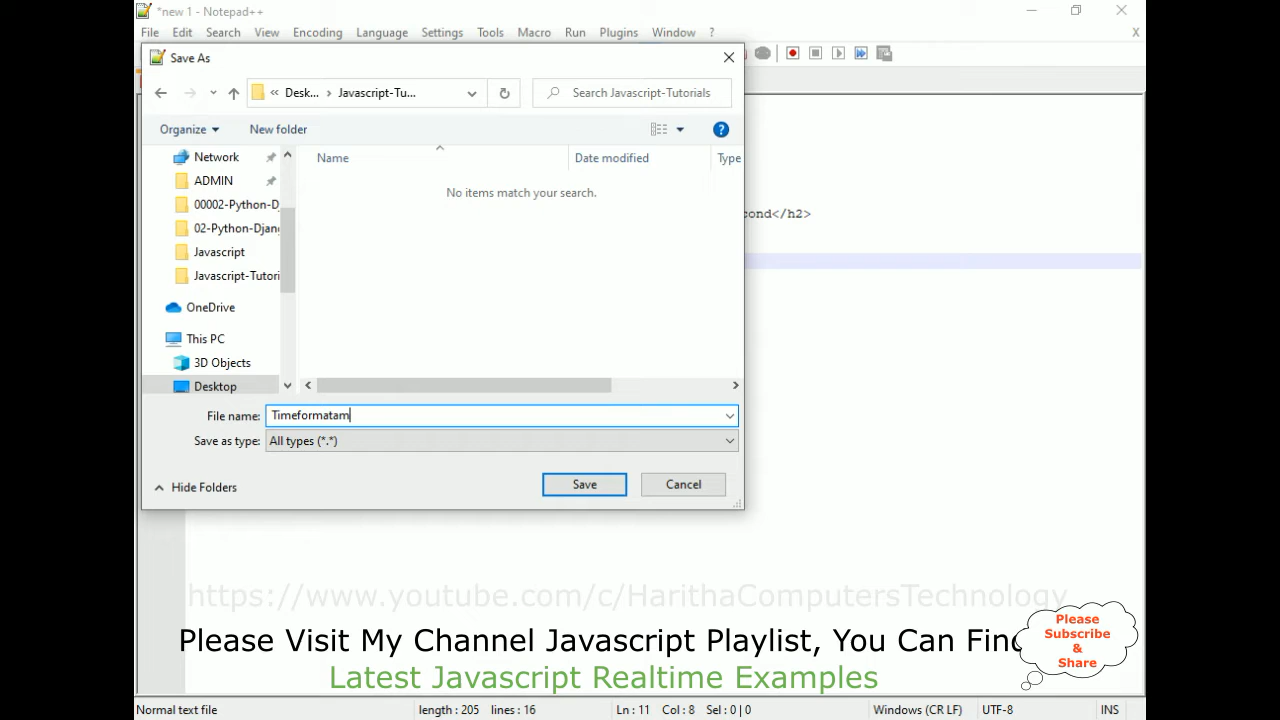 *new 1 - Notepad++
File Edit Search View Encoding Language Settings Tools Macro Run Plugins Window ? X
Save As
« Desk... › Javascript-Tu...
Search Javascript-Tutorials
Organize New folder
Name Date modified Type
Network
No items match your search.
ADMIN
00002-Python-D
02-Python-Djan
cond</h2>
Javascript
Javascript-Tutori
OneDrive
This PC
3D Objects
Desktop
File name: Timeformatam
Save as type: All types (*.*)
Hide Folders Save Cancel
https://www.youtube.com/c/HarithaComputersTechnology
Please Visit My Channel Javascript Playlist, You Can Find
Latest Javascript Realtime Examples
Please
Subscribe
&
Share
Normal text file length : 205 lines : 16 Ln : 11 Col : 8 Sel : 0 | 0 Windows (CR LF) UTF-8 INS